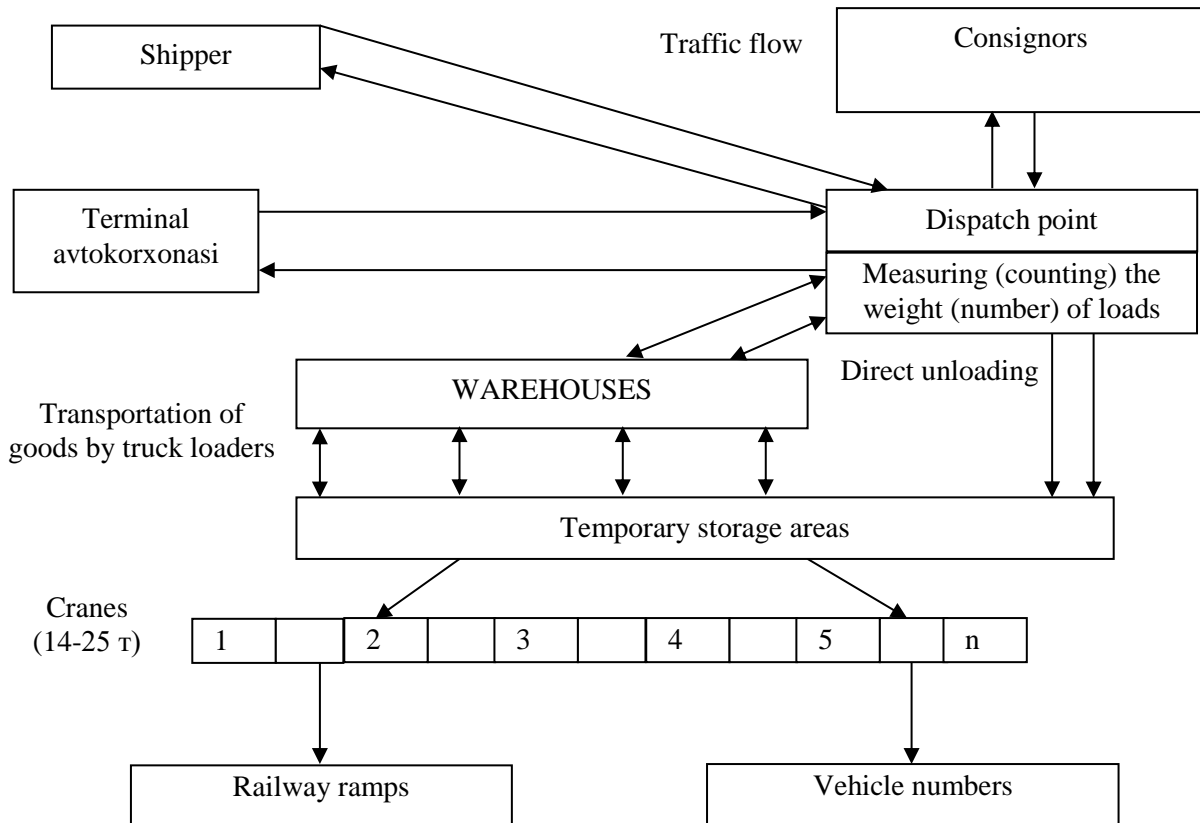 Shipper
Traffic flow
Consignors
Terminal
avtokorxonasi
Dispatch point
Measuring (counting) the
weight (number) of loads
Direct unloading
WAREHOUSES
Transportation of
goods by truck loaders
Temporary storage areas
Cranes
(14-25 т)
1 2 3 4 5 n
Railway ramps
Vehicle numbers